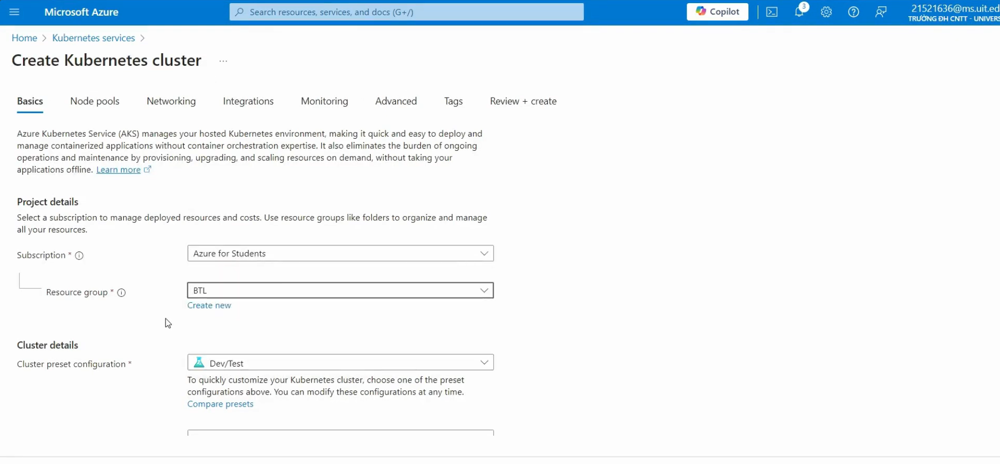 Microsoft Azure
Search resources, services, and docs (G+/)
Copilot
3
21521636@ms.uit.ed
TRƯỜNG ĐH CNTT - UNIVERS
Home > Kubernetes services >
Create Kubernetes cluster ...
Basics Node pools Networking Integrations Monitoring Advanced Tags Review + create
Azure Kubernetes Service (AKS) manages your hosted Kubernetes environment, making it quick and easy to deploy and
manage containerized applications without container orchestration expertise. It also eliminates the burden of ongoing
operations and maintenance by provisioning, upgrading, and scaling resources on demand, without taking your
applications offline. Learn more
Project details
Select a subscription to manage deployed resources and costs. Use resource groups like folders to organize and manage
all your resources.
Subscription *
Azure for Students
Resource group *
BTL
Create new
Cluster details
Cluster preset configuration *
Dev/Test
To quickly customize your Kubernetes cluster, choose one of the preset
configurations above. You can modify these configurations at any time.
Compare presets